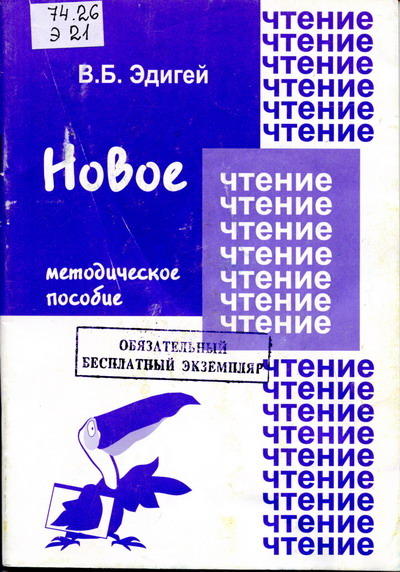 74.26
Э 21
В.Б. Эдигей
чтение
чтение
чтение
чтение
чтение
чтение
Новое
чтение
чтение
чтение
чтение
чтение
чтение
чтение
методическое
пособие
ОБЯЗАТЕЛЬНЫЙ
БЕСПЛАТНЫЙ ЭКЗЕМПЛЯР
чтение
чтение
чтение
чтение
чтение
чтение
чтение
чтение
чтение